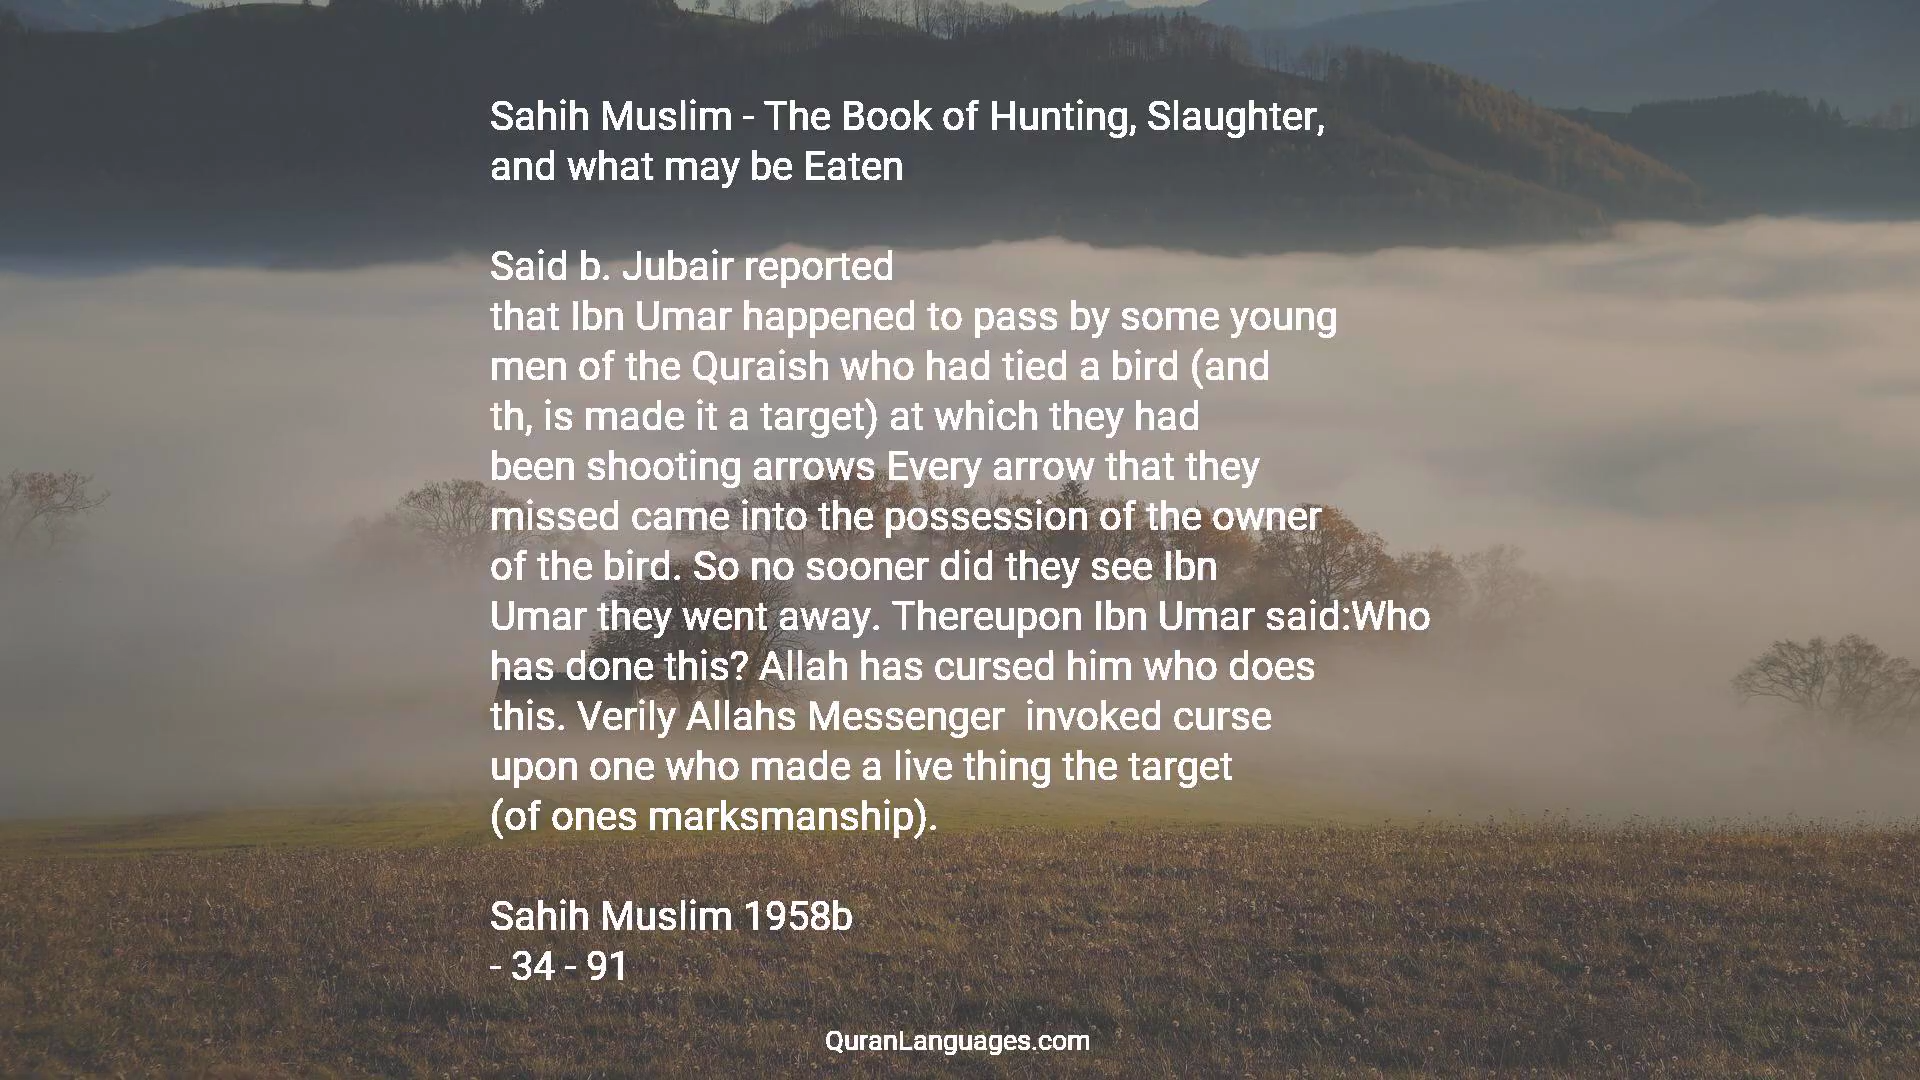 Sahih Muslim - The Book of Hunting, Slaughter,
and what may be Eaten
Said b. Jubair reported
that Ibn Umar happened to pass by some young
men of the Quraish who had tied a bird (and
th, is made it a target) at which they had
been shooting arrows Every arrow that they
missed came into the possession of the owner
of the bird. So no sooner did they see Ibn
Umar they went away. Thereupon Ibn Umar said:Who
has done this? Allah has cursed him who does
this. Verily Allahs Messenger  invoked curse
upon one who made a live thing the target
(of ones marksmanship).
Sahih Muslim 1958b
- 34 - 91
QuranLanguages.com